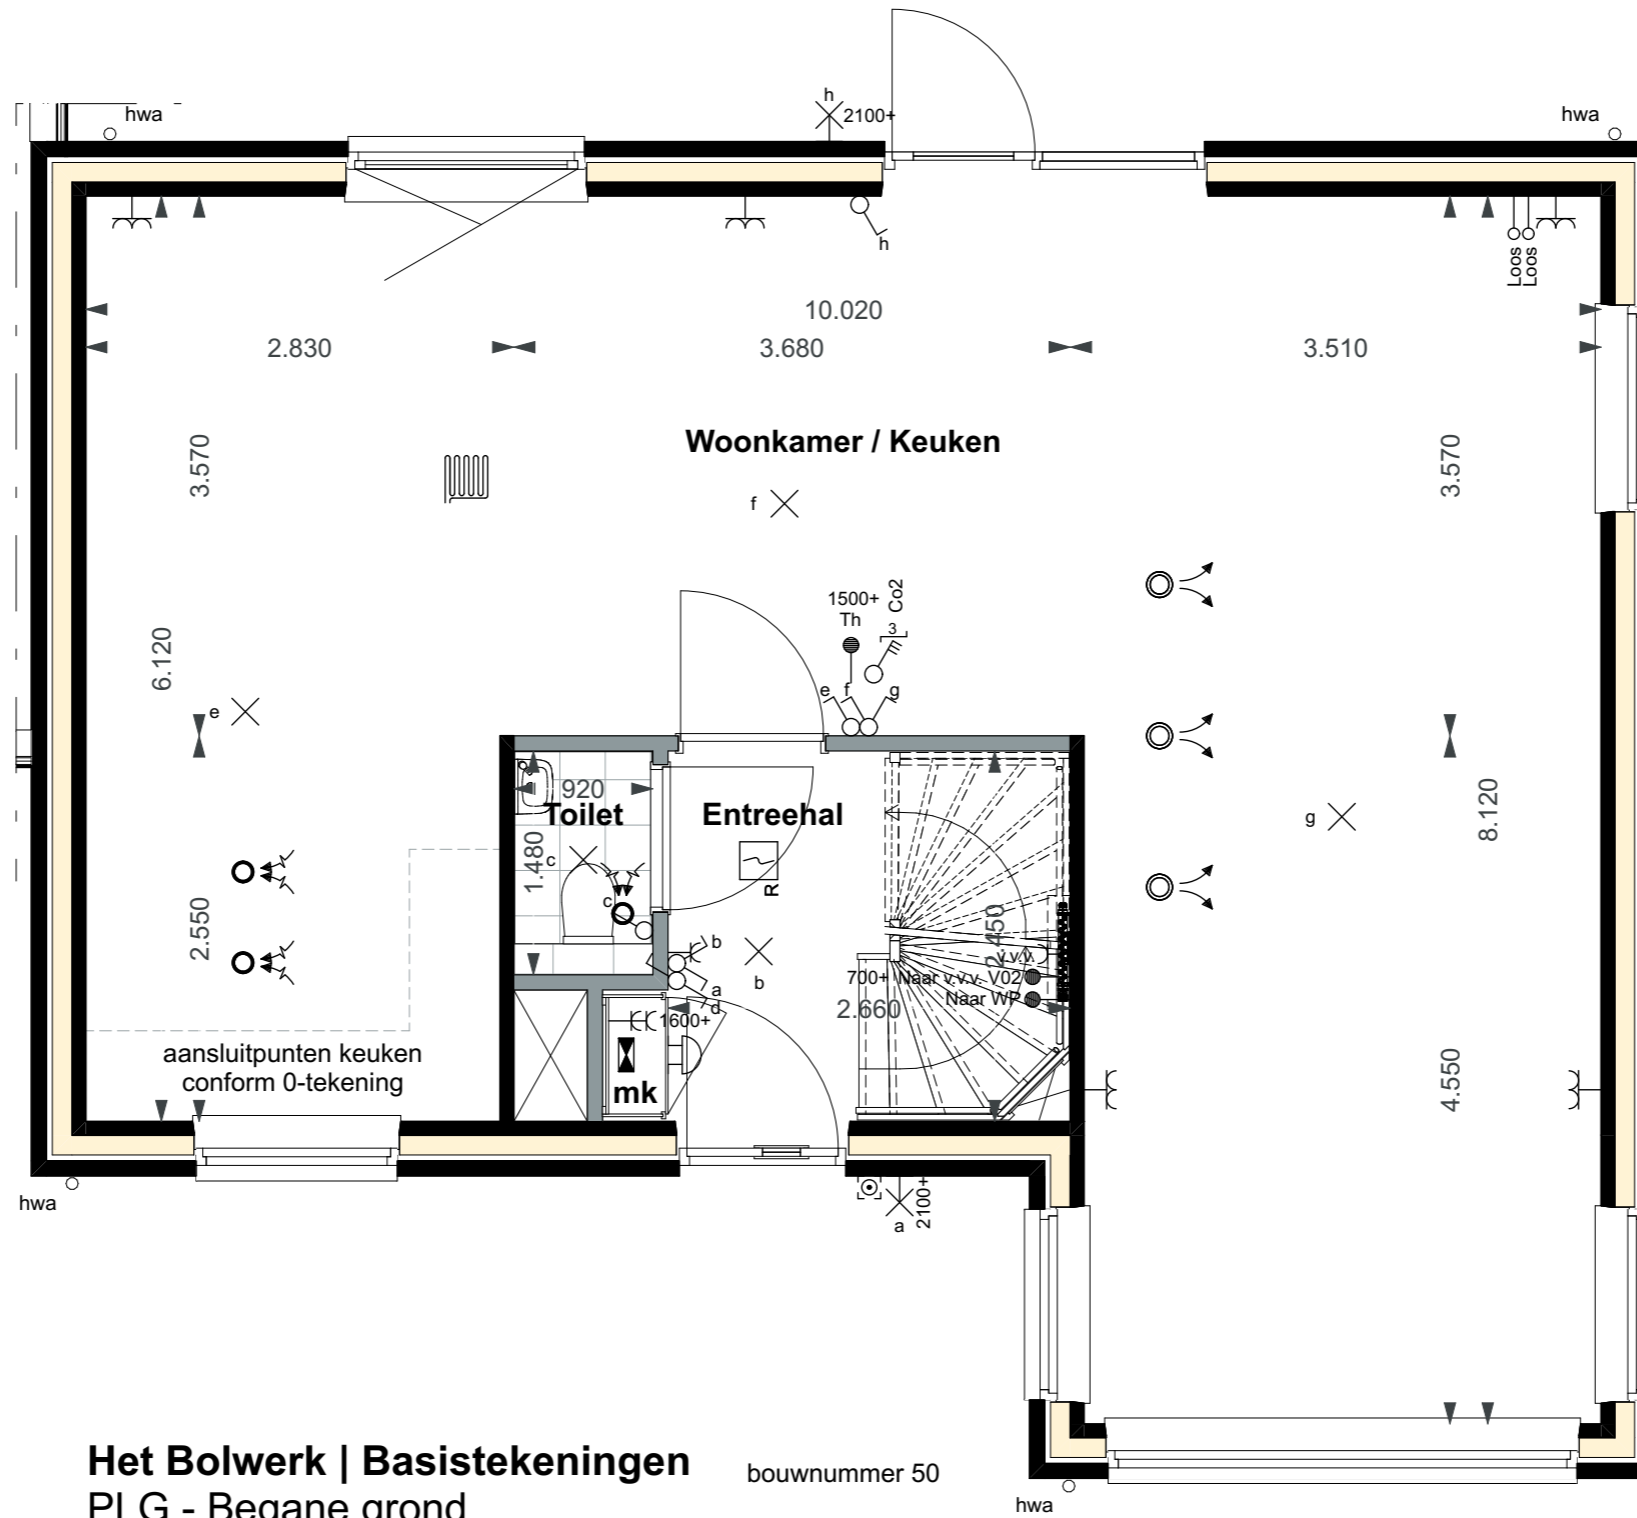 h
hwa
2100+
hwa
h
Loos
Loos
10.020
2.830
3.680
3.510
Woonkamer / Keuken
3.570
3.570
f
1500+
Th
Co2
3
6.120
e
e
f
g
920
Toilet
Entreehal
1.480
c
c
R
g
8.120
2.550
b
a
d
b
2.450
v.v.v.
700+
Naar v.v.v. V02
Naar WP
2.660
1600+
mk
aansluitpunten keuken
conform 0-tekening
4.550
hwa
a
2100+
Het Bolwerk | Basistekeningen
bouwnummer 50
PLG - Begane grond
hwa